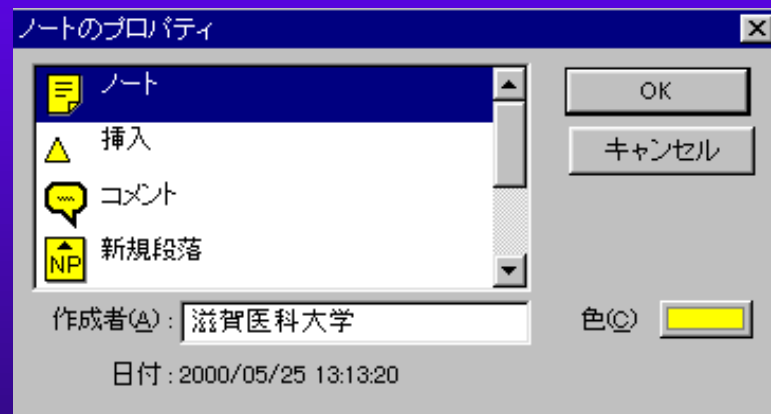 ノートのプロパティ
ノート
OK
挿入
キャンセル
コメント
新規段落
NP
作成者(A) : 滋賀医科大学
色(C)
日付 : 2000/05/25 13:13:20